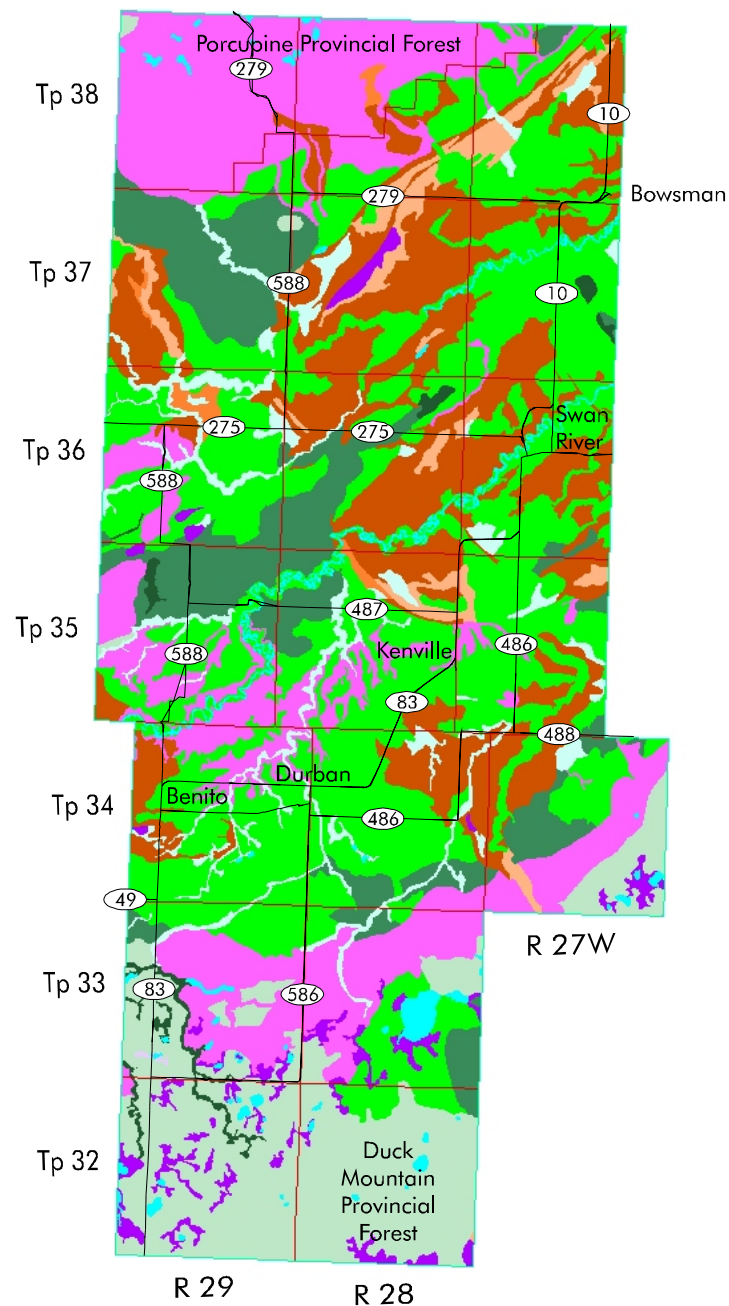 Porcupine Provincial Forest
279
Tp 38
10
279
Bowsman
Tp 37
588
10
Swan
River
275
275
Tp 36
588
487
Tp 35
486
Kenville
588
83
488
Durban
Benito
Tp 34
486
49
R 27W
Tp 33
83
586
Duck
Mountain
Provincial
Forest
Tp 32
R 29
R 28